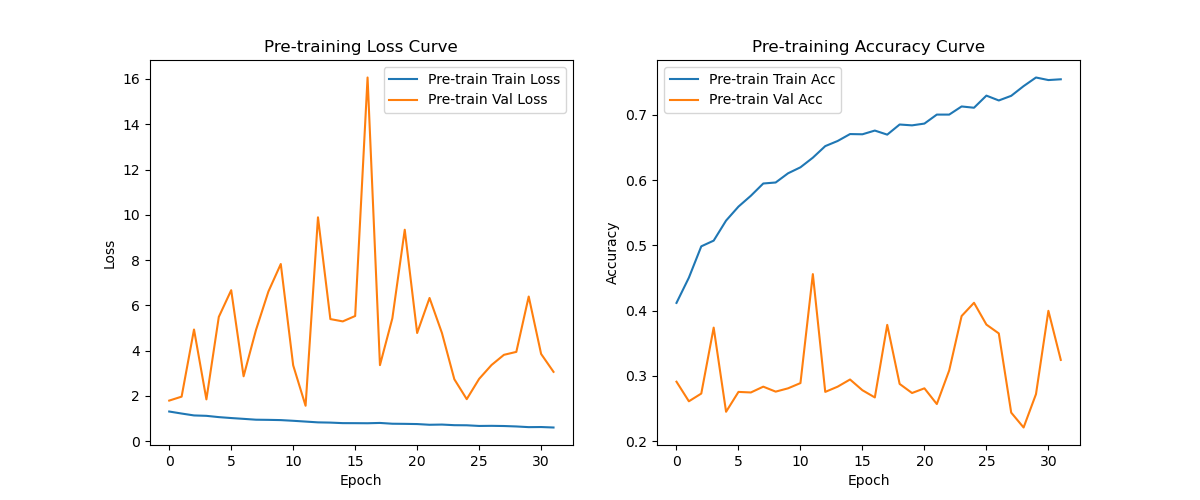 Pre-training Loss Curve
Pre-train Train Loss
Pre-train Val Loss
16
14
12
10
8
6
4
2
0
Loss
0 5 10 15 20 25 30
Epoch
Pre-training Accuracy Curve
Pre-train Train Acc
Pre-train Val Acc
0.7
0.6
0.5
0.4
0.3
0.2
Accuracy
0 5 10 15 20 25 30
Epoch